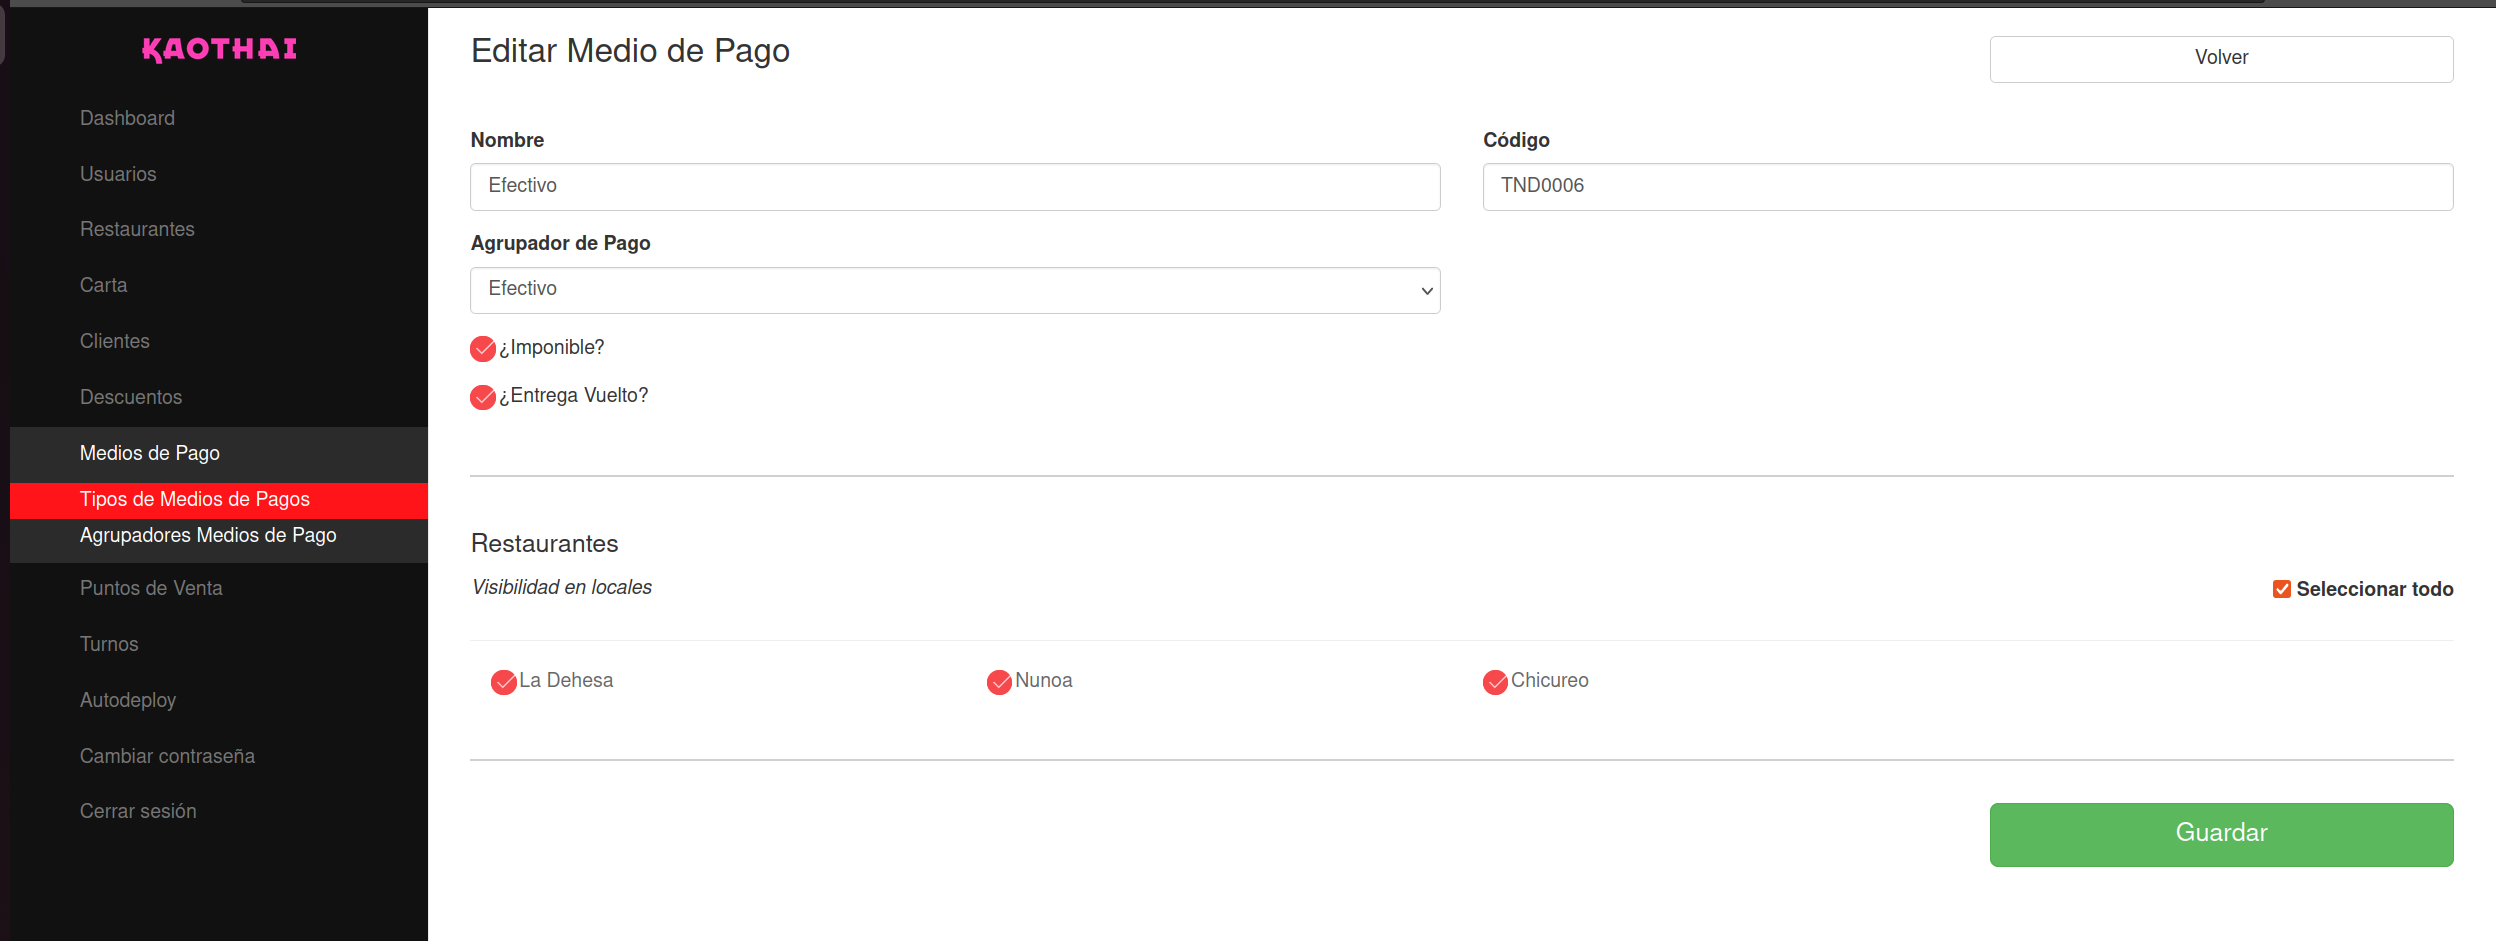 KAOTHAI
Dashboard
Usuarios
Restaurantes
Carta
Clientes
Descuentos
Medios de Pago
Tipos de Medios de Pagos
Agrupadores Medios de Pago
Puntos de Venta
Turnos
Autodeploy
Cambiar contraseña
Cerrar sesión
Editar Medio de Pago
Volver
Nombre
Efectivo
Código
TND0006
Agrupador de Pago
Efectivo
¿Imponible?
¿Entrega Vuelto?
Restaurantes
Visibilidad en locales
Seleccionar todo
La Dehesa
Nunoa
Chicureo
Guardar